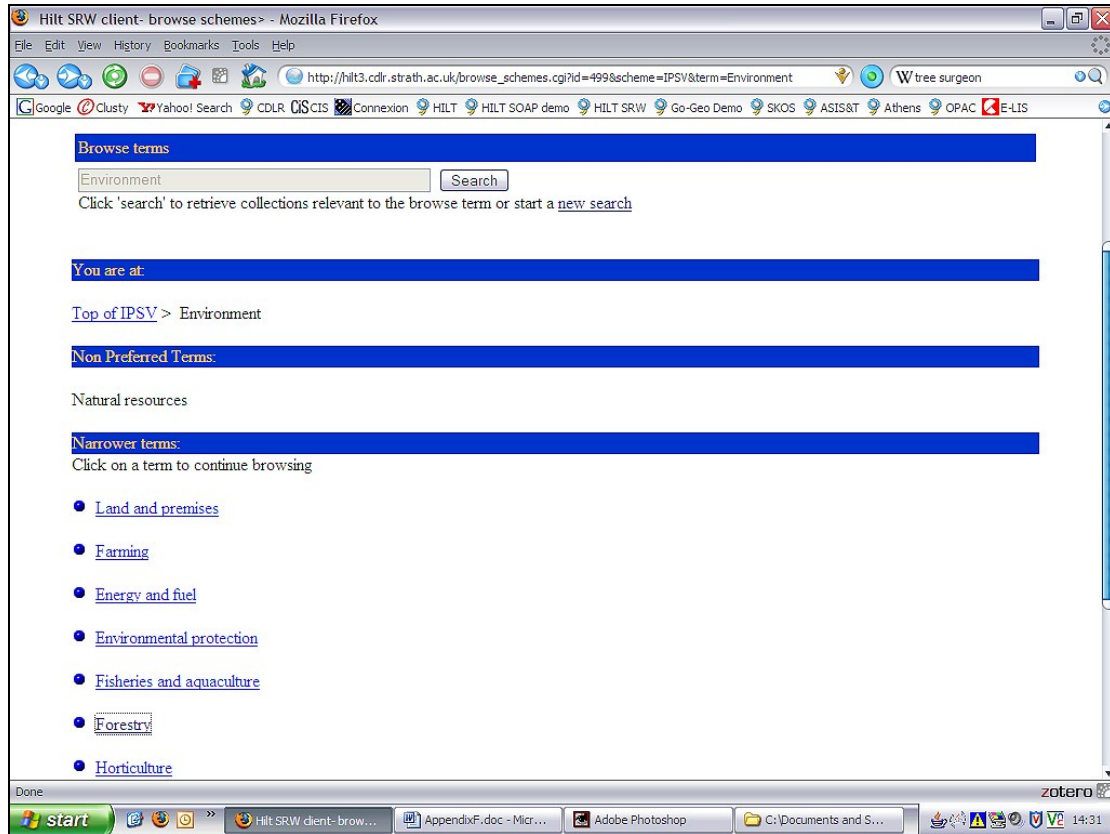 Hilt SRW client- browse schemes> - Mozilla Firefox
File Edit View History Bookmarks Tools Help
http://hilt3.cdlr.strath.ac.uk/browse_schemes.cgi?id=499&scheme=IPSV&term=Environment W tree surgeon
Google Clusty Yahoo! Search CDLR CiS CIS Connexion HILT HILT SOAP demo HILT SRW Go-Geo Demo SKOS ASIS&T Athens OPAC E-LIS
Browse terms
Environment Search
Click 'search' to retrieve collections relevant to the browse term or start a new search
You are at:
Top of IPSV > Environment
Non Preferred Terms:
Natural resources
Narrower terms:
Click on a term to continue browsing
Land and premises
Farming
Energy and fuel
Environmental protection
Fisheries and aquaculture
Forestry
Horticulture
Done zotero
start » Hilt SRW client- brow... AppendixF.doc - Micr... Adobe Photoshop C:\Documents and S... 14:31